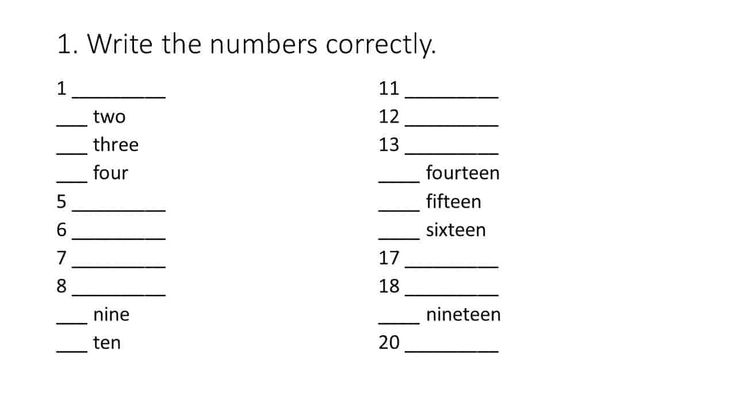 1. Write the numbers correctly.
1 _________
___ two
___ three
___ four
5 _________
6 _________
7 _________
8 _________
___ nine
___ ten
11 _________
12 _________
13 _________
____ fourteen
____ fifteen
____ sixteen
17 _________
18 _________
____ nineteen
20 _________